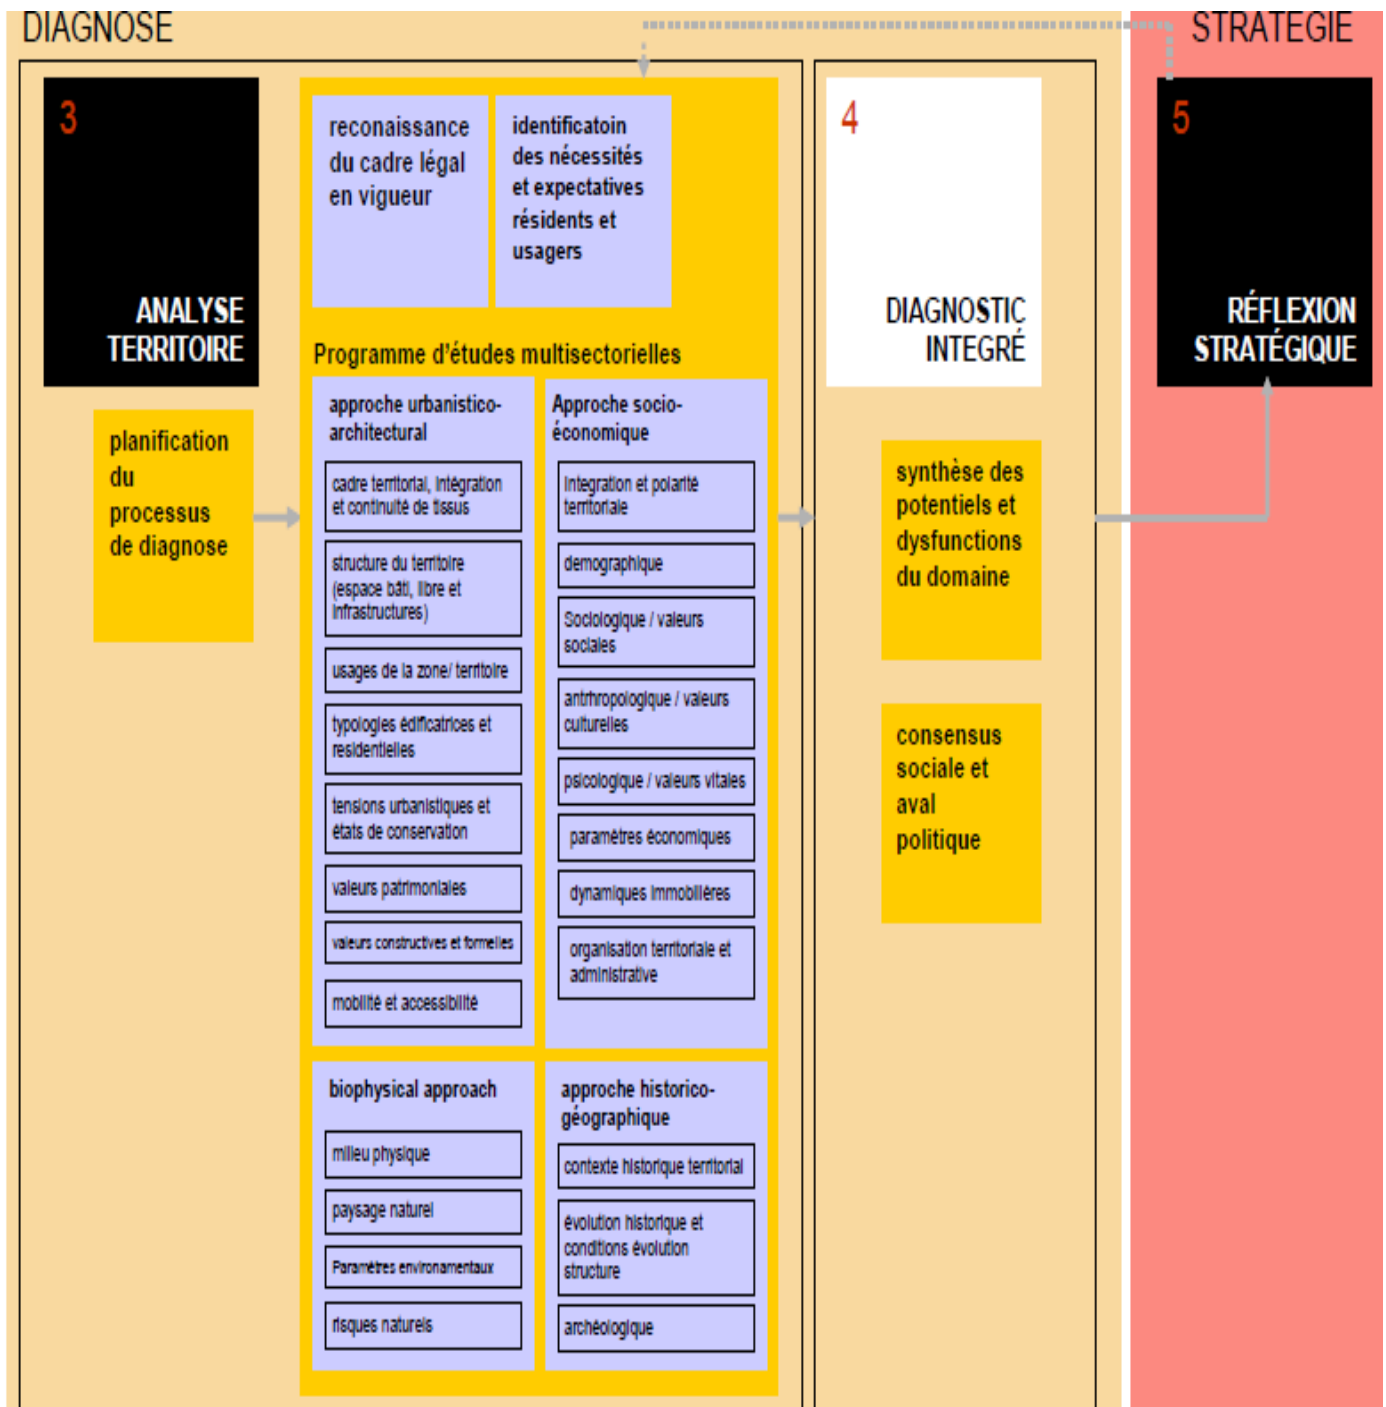 DIAGNOSE
STRATEGIE
3
ANALYSE
TERRITOIRE
planification
du
processus
de diagnose
reconaissance
du cadre légal
en vigueur
identificatoin
des nécessités
et expectatives
résidents et
usagers
Programme d'études multisectorielles
approche urbanistico-
architectural
cadre territorial, intégration
et continuité de tissus
structure du territoire
(espace bâti, libre et
infrastructures)
usages de la zone/ territoire
typologies édificatrices et
residentielles
tensions urbanistiques et
états de conservation
valeurs patrimoniales
valeurs constructives et formelles
mobilité et accessibilité
Approche socio-
économique
integration et polarité
territoriale
demographique
Sociologique / valeurs
sociales
antrhropologique / valeurs
culturelles
psicologique / valeurs vitales
paramètres économiques
dynamiques immobilières
organisation territoriale et
administrative
biophysical approach
milieu physique
paysage naturel
Paramètres environamentaux
risques naturels
approche historico-
géographique
contexte historique territorial
évolution historique et
conditions évolution
structure
archéologique
4
DIAGNOSTIC
INTEGRÉ
synthèse des
potentiels et
dysfunctions
du domaine
consensus
sociale et
aval
politique
5
RÉFLEXION
STRATÉGIQUE